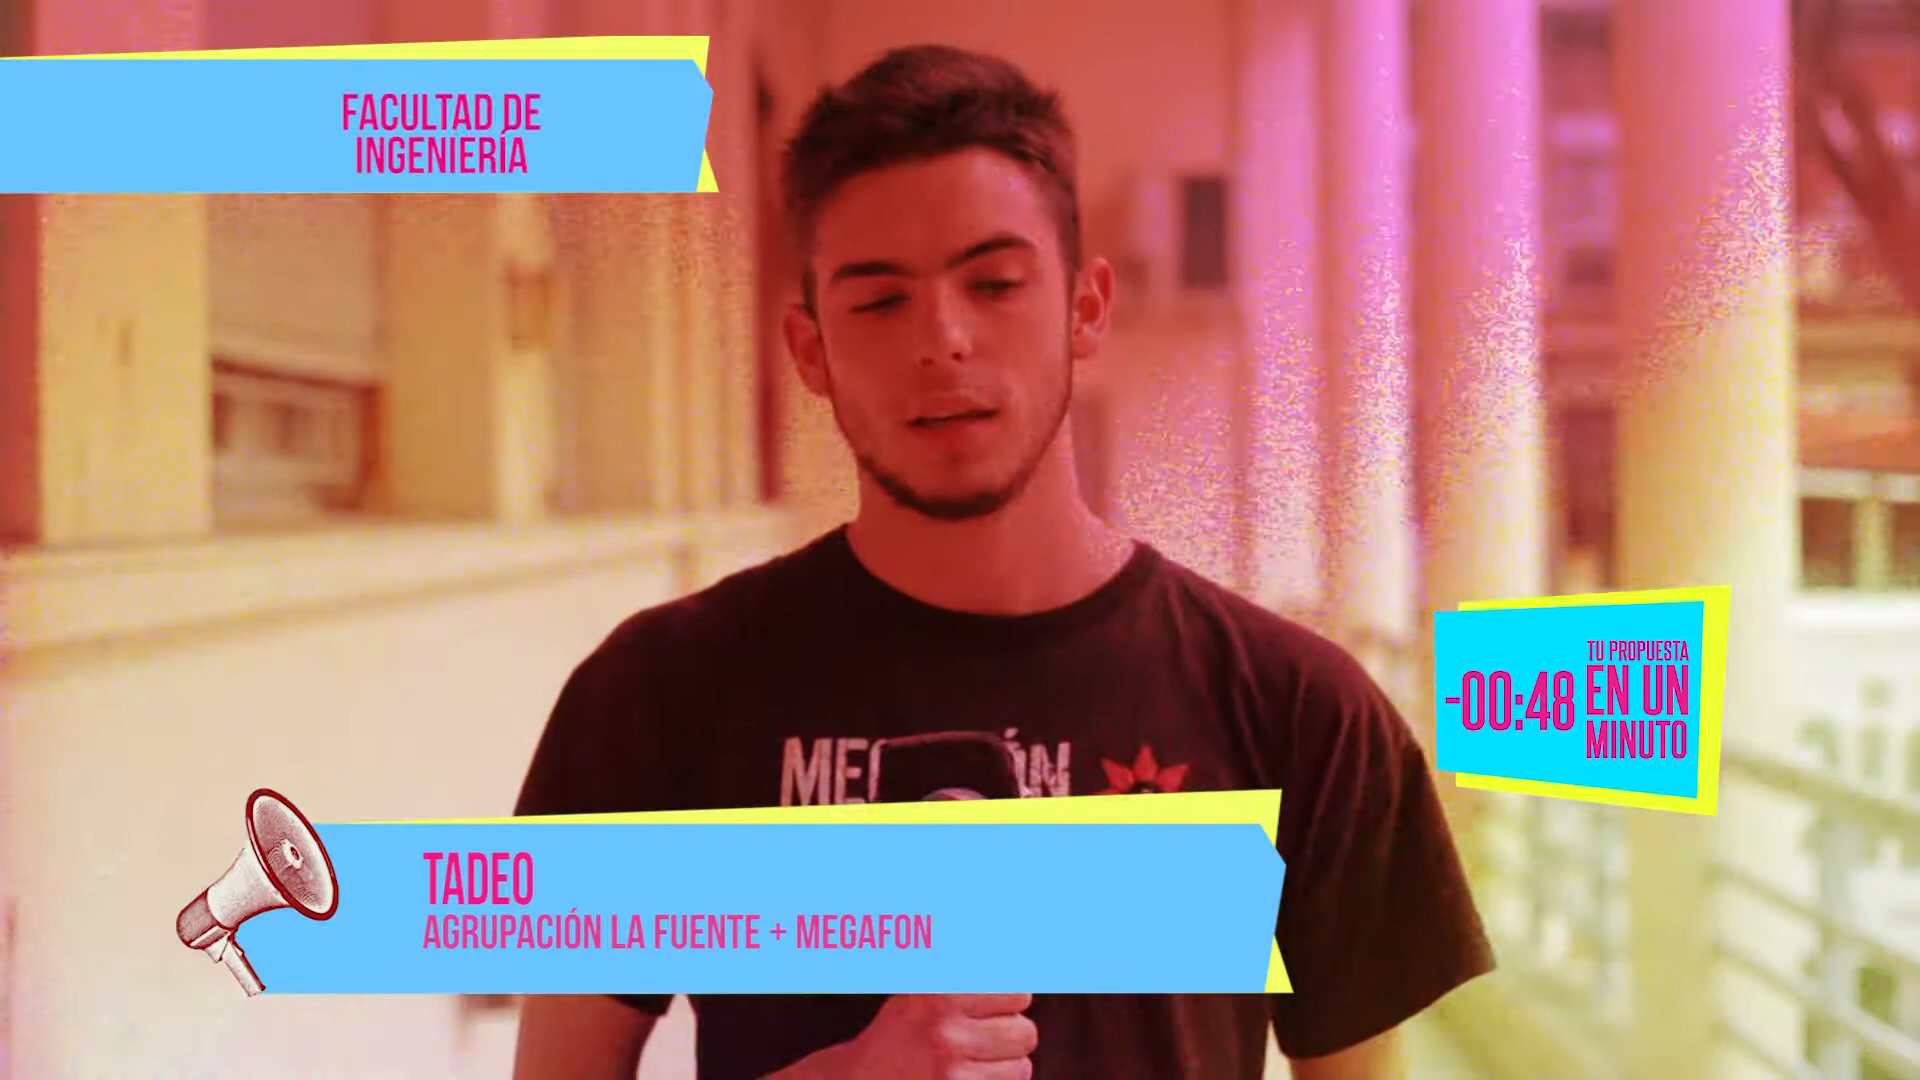 FACULTAD DE
INGENIERÍA
TU PROPUESTA
-00:48 EN UN
MINUTO
TADEO
AGRUPACIÓN LA FUENTE + MEGAFON